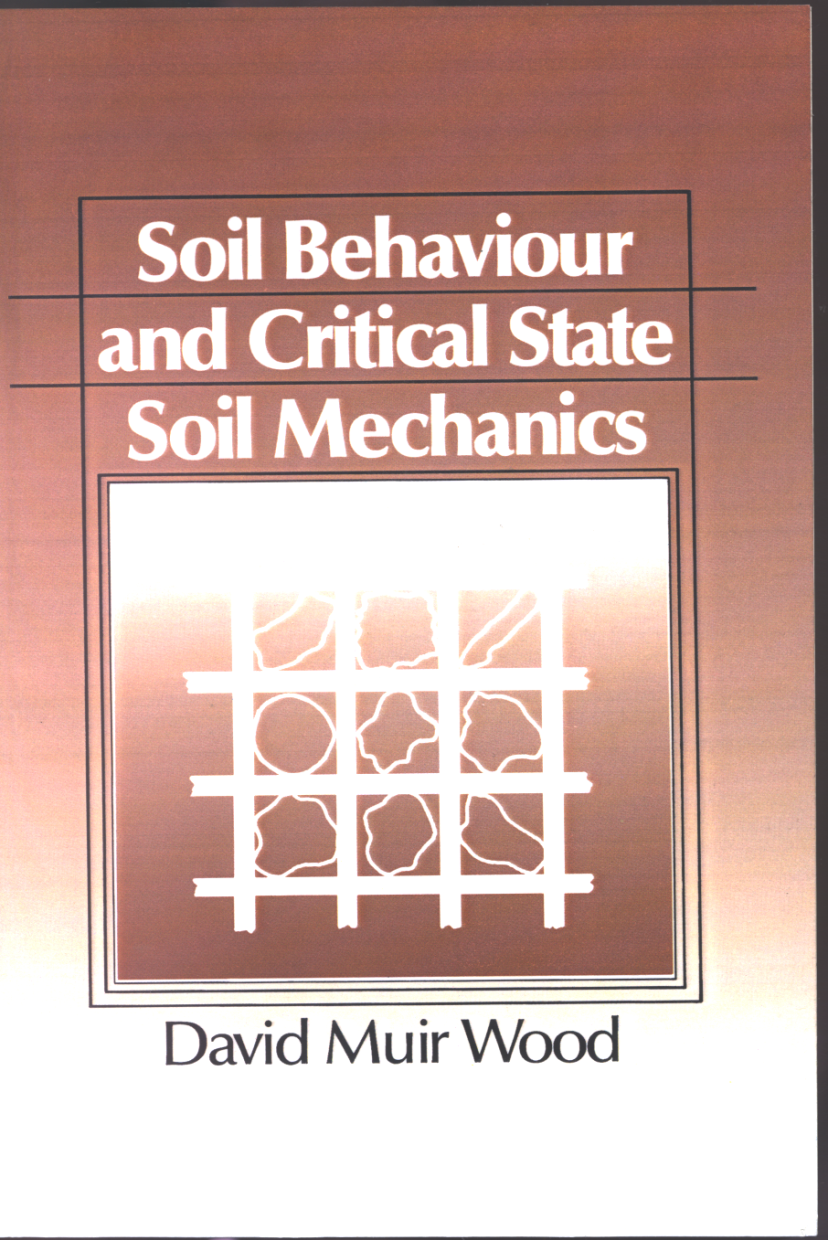 Soil Behaviour
and Critical State
Soil Mechanics
David Muir Wood